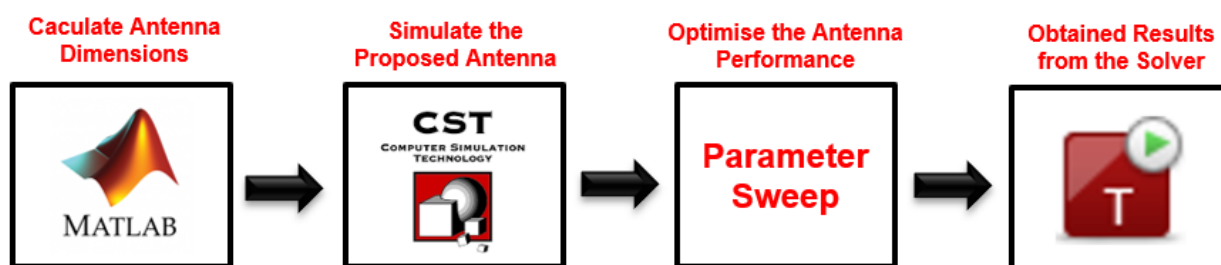 Caculate Antenna
Dimensions
Simulate the
Proposed Antenna
Optimise the Antenna
Performance
Obtained Results
from the Solver
MATLAB
CST
COMPUTER SIMULATION
TECHNOLOGY
Parameter
Sweep
T